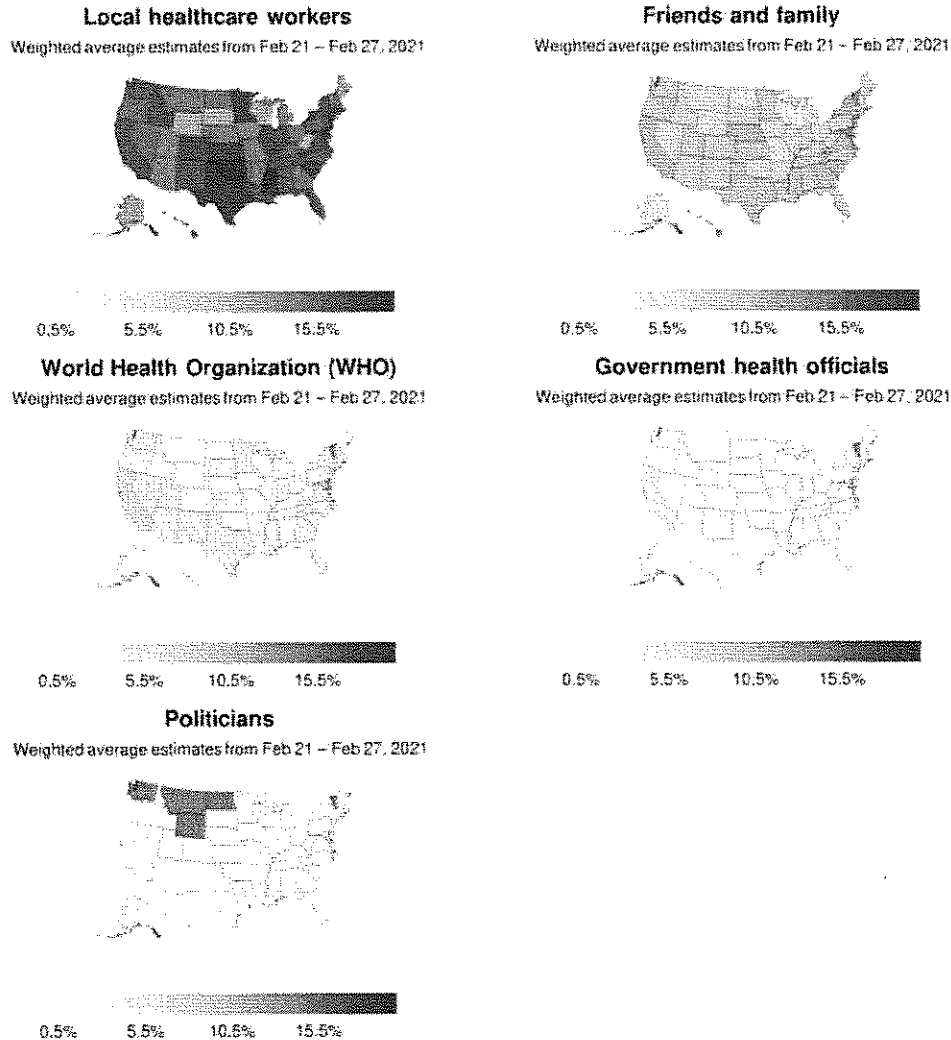 Local healthcare workers
Weighted average estimates from Feb 21 – Feb 27, 2021
0.5% 5.5% 10.5% 15.5%
Friends and family
Weighted average estimates from Feb 21 – Feb 27, 2021
0.5% 5.5% 10.5% 15.5%
World Health Organization (WHO)
Weighted average estimates from Feb 21 – Feb 27, 2021
0.5% 5.5% 10.5% 15.5%
Government health officials
Weighted average estimates from Feb 21 – Feb 27, 2021
0.5% 5.5% 10.5% 15.5%
Politicians
Weighted average estimates from Feb 21 – Feb 27, 2021
0.5% 5.5% 10.5% 15.5%